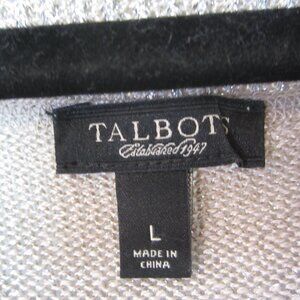 TALBOTS
Established 1947
L
MADE IN
CHINA